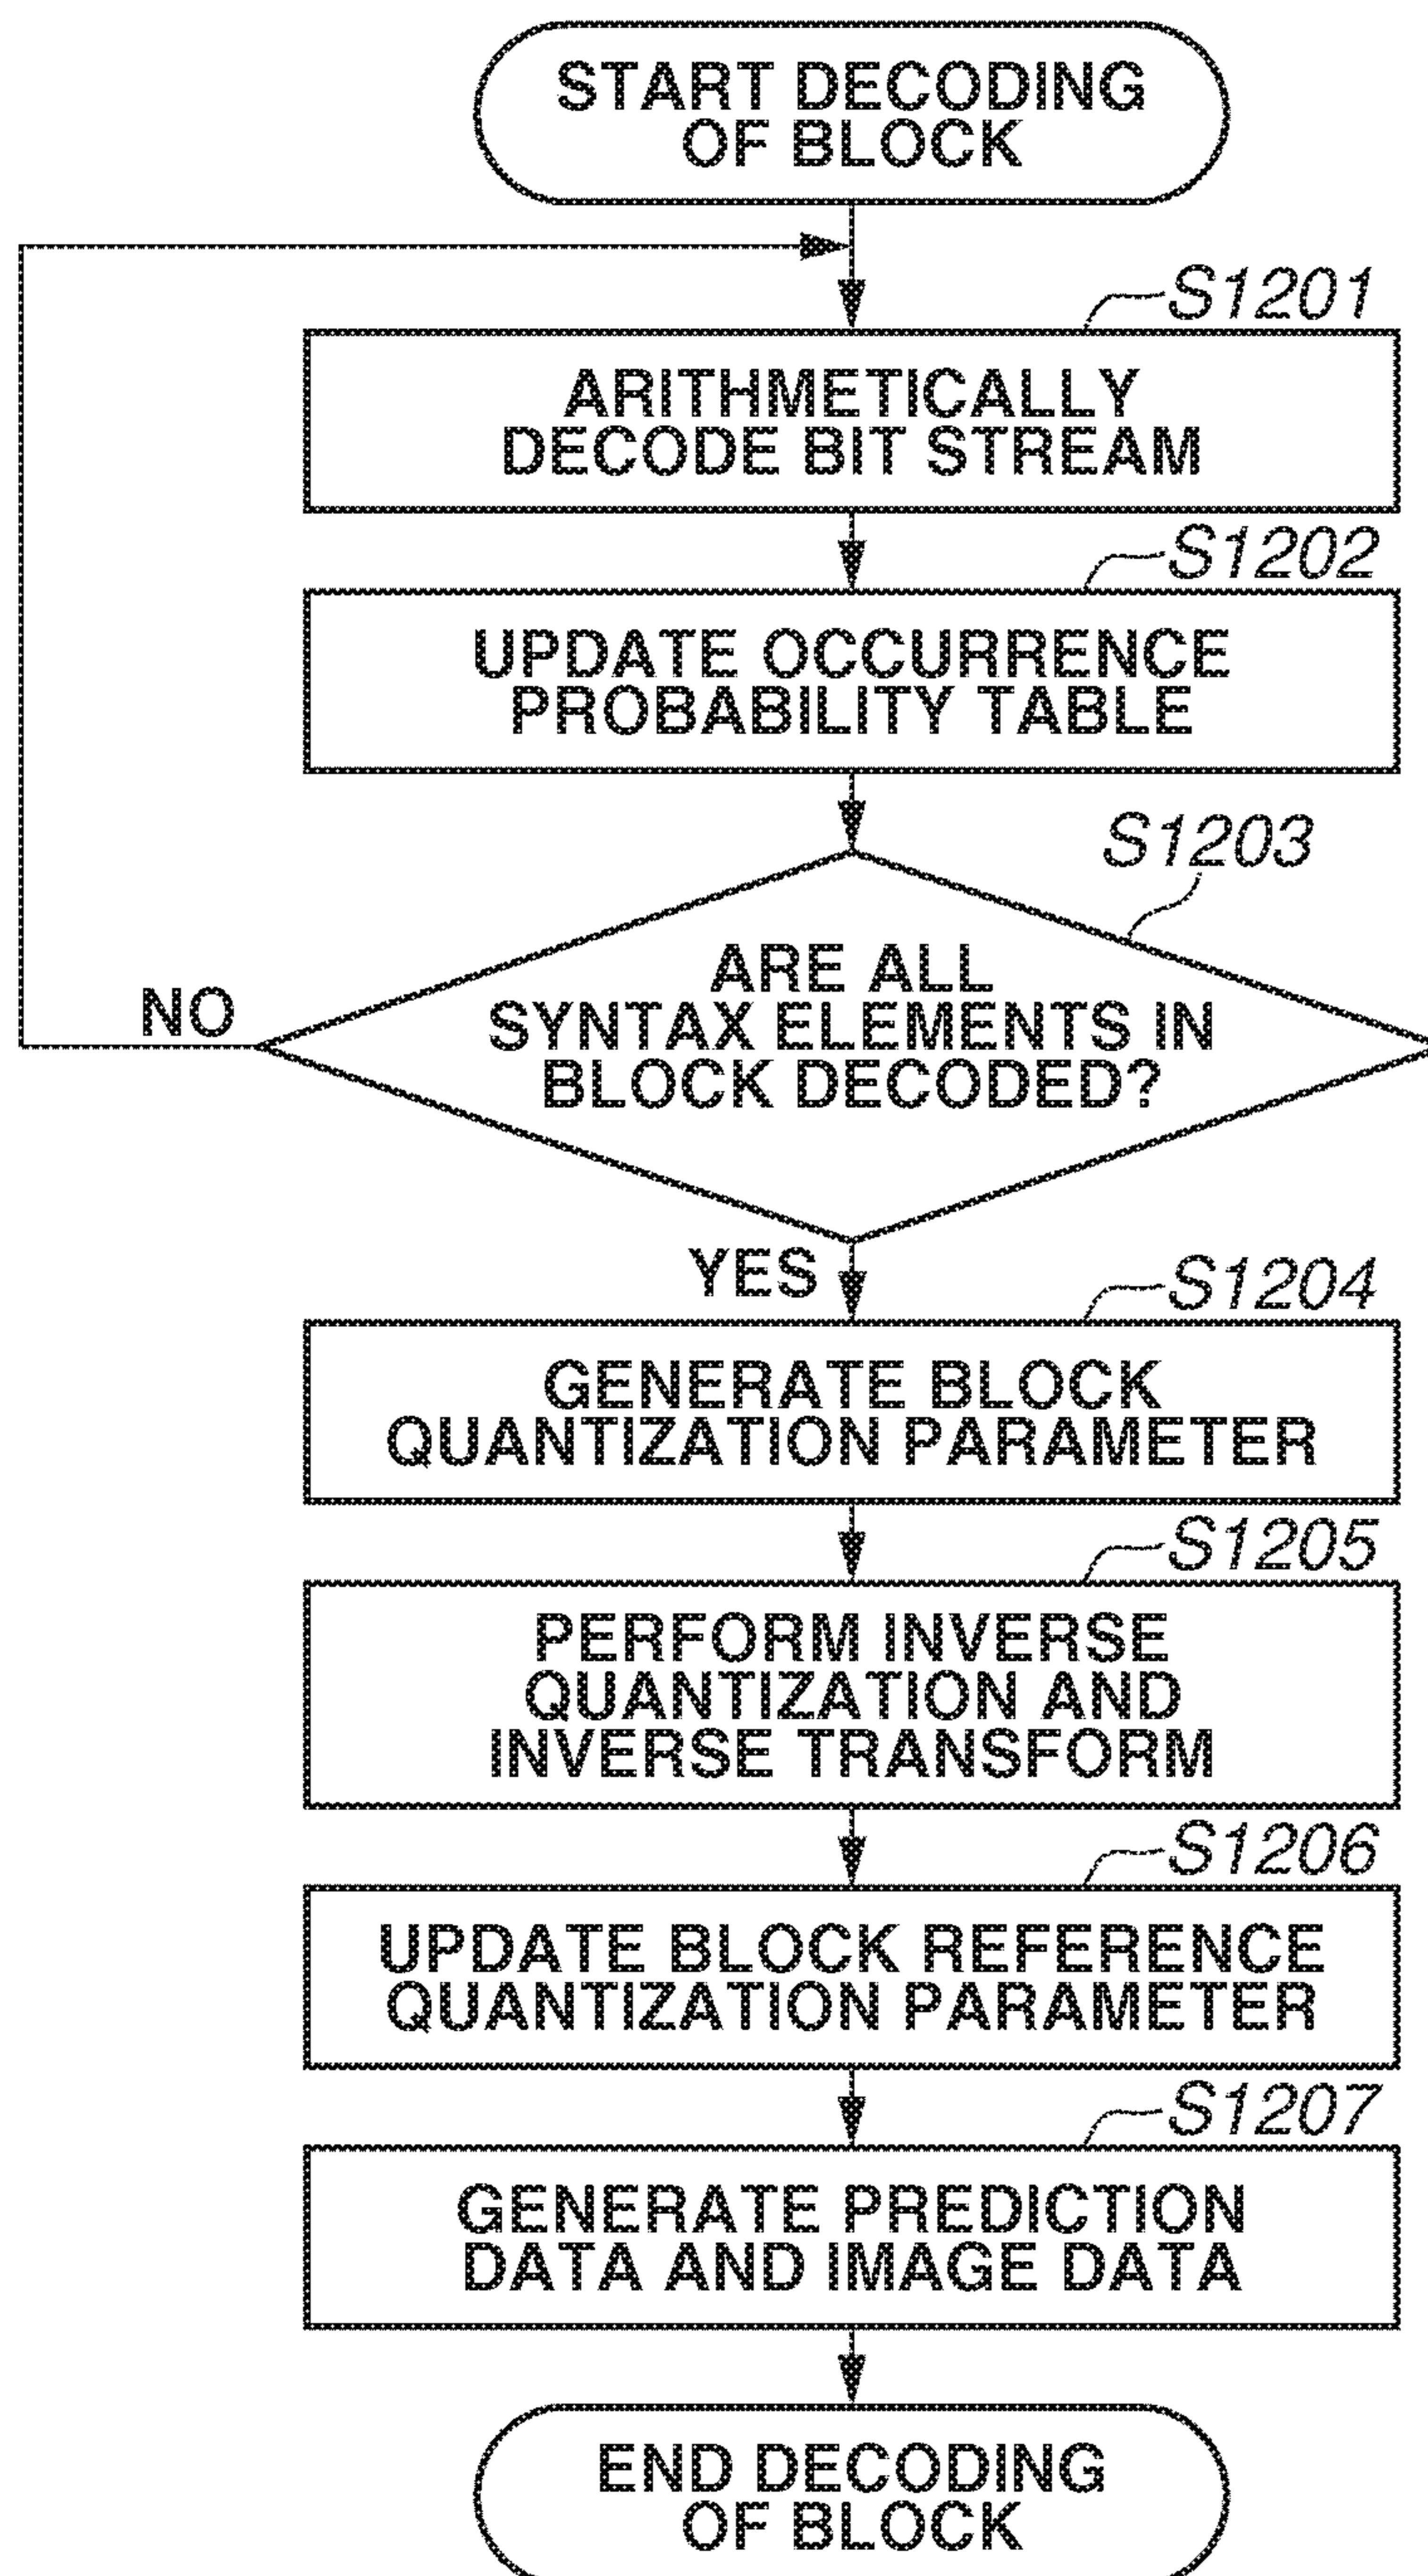 START DECODING
OF BLOCK
S1201
ARITHMETICALLY
DECODE BIT STREAM
S1202
UPDATE OCCURRENCE
PROBABILITY TABLE
S1203
ARE ALL
SYNTAX ELEMENTS IN
BLOCK DECODED?
NO
YES
S1204
GENERATE BLOCK
QUANTIZATION PARAMETER
S1205
PERFORM INVERSE
QUANTIZATION AND
INVERSE TRANSFORM
S1206
UPDATE BLOCK REFERENCE
QUANTIZATION PARAMETER
S1207
GENERATE PREDICTION
DATA AND IMAGE DATA
END DECODING
OF BLOCK